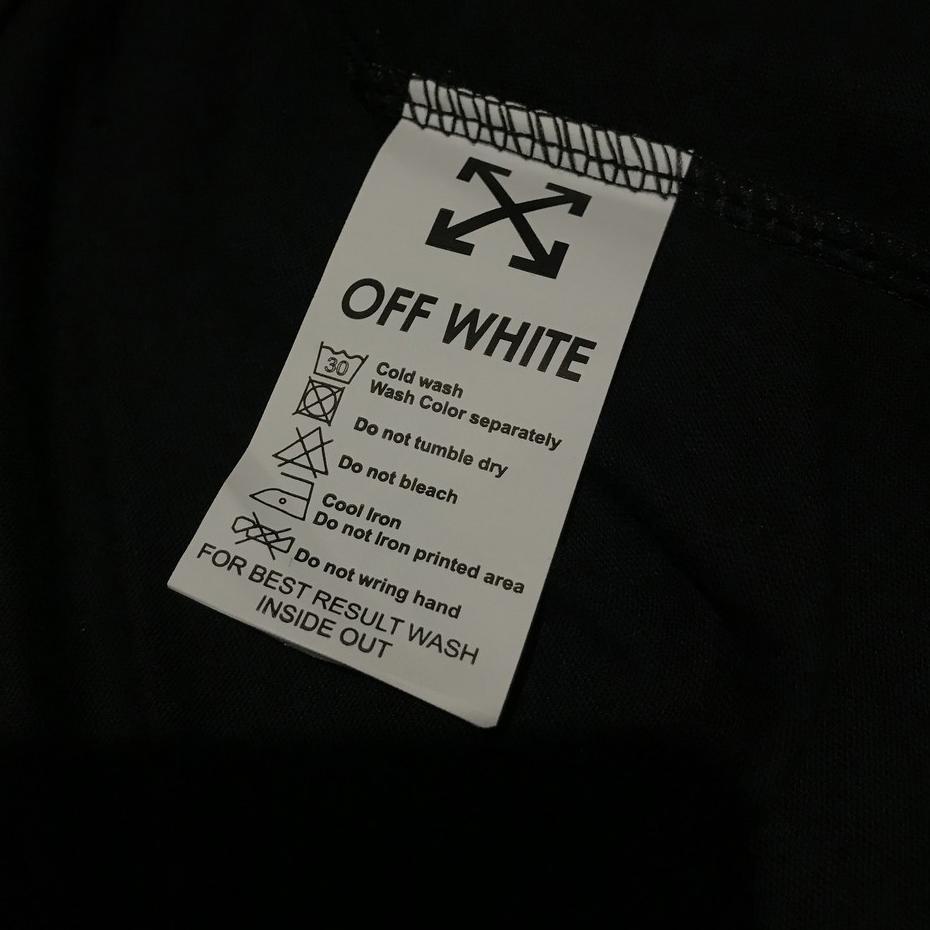 OFF WHITE
30
Cold wash
Wash Color separately
Do not tumble dry
Do not bleach
Cool Iron
Do not Iron printed area
Do not wring hand
FOR BEST RESULT WASH
INSIDE OUT